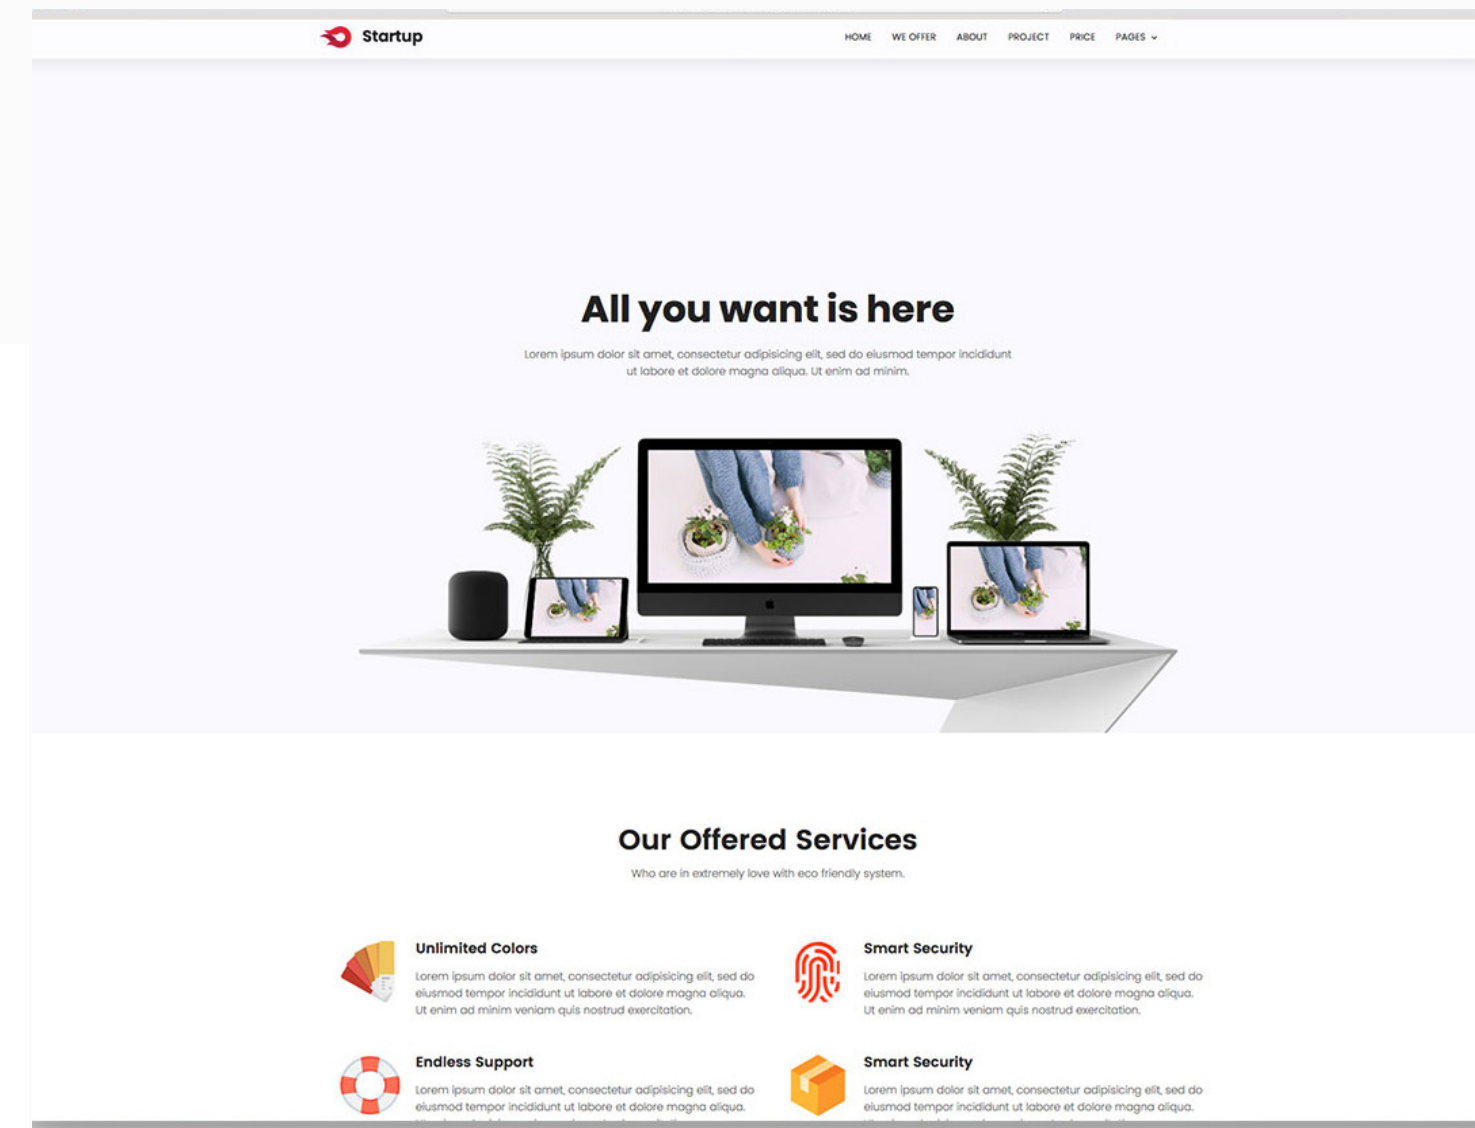 Startup
HOME WE OFFER ABOUT PROJECT PRICE PAGES
All you want is here
Lorem ipsum dolor sit amet, consectetur adipisicing elit, sed do eiusmod tempor incididunt
ut labore et dolore magna aliqua. Ut enim ad minim.
Our Offered Services
Who are in extremely love with eco friendly system.
Unlimited Colors
Lorem ipsum dolor sit amet, consectetur adipisicing elit, sed do
eiusmod tempor incididunt ut labore et dolore magna aliqua.
Ut enim ad minim veniam quis nostrud exercitation.
Smart Security
Lorem ipsum dolor sit amet, consectetur adipisicing elit, sed do
eiusmod tempor incididunt ut labore et dolore magna aliqua.
Ut enim ad minim veniam quis nostrud exercitation.
Endless Support
Lorem ipsum dolor sit amet, consectetur adipisicing elit, sed do
eiusmod tempor incididunt ut labore et dolore magna aliqua.
Smart Security
Lorem ipsum dolor sit amet, consectetur adipisicing elit, sed do
eiusmod tempor incididunt ut labore et dolore magna aliqua.